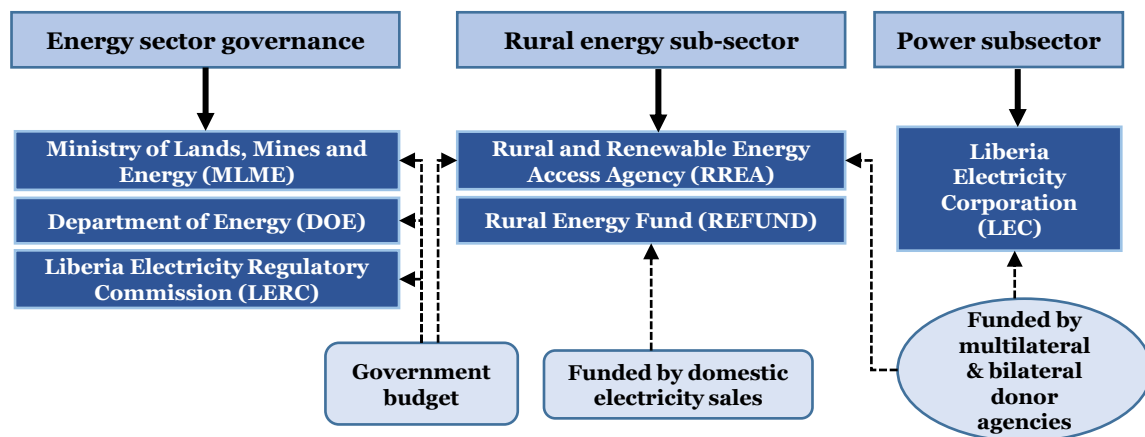 Energy sector governance
Rural energy sub-sector
Power subsector
Ministry of Lands, Mines and
Energy (MLME)
Department of Energy (DOE)
Liberia Electricity Regulatory
Commission (LERC)
Rural and Renewable Energy
Access Agency (RREA)
Rural Energy Fund (REFUND)
Liberia
Electricity
Corporation
(LEC)
Government
budget
Funded by domestic
electricity sales
Funded by
multilateral
& bilateral
donor
agencies